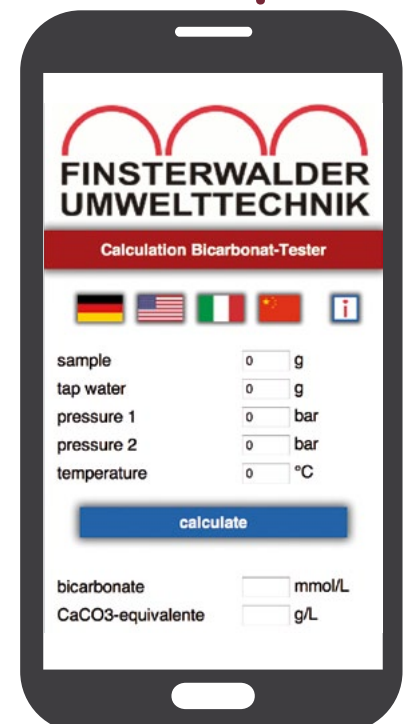 FINSTERWALDER
UMWELTTECHNIK
Calculation Bicarbonat-Tester
i
sample 0 g
tap water 0 g
pressure 1 0 bar
pressure 2 0 bar
temperature 0 °C
calculate
bicarbonate mmol/L
CaCO3-equivalente g/L